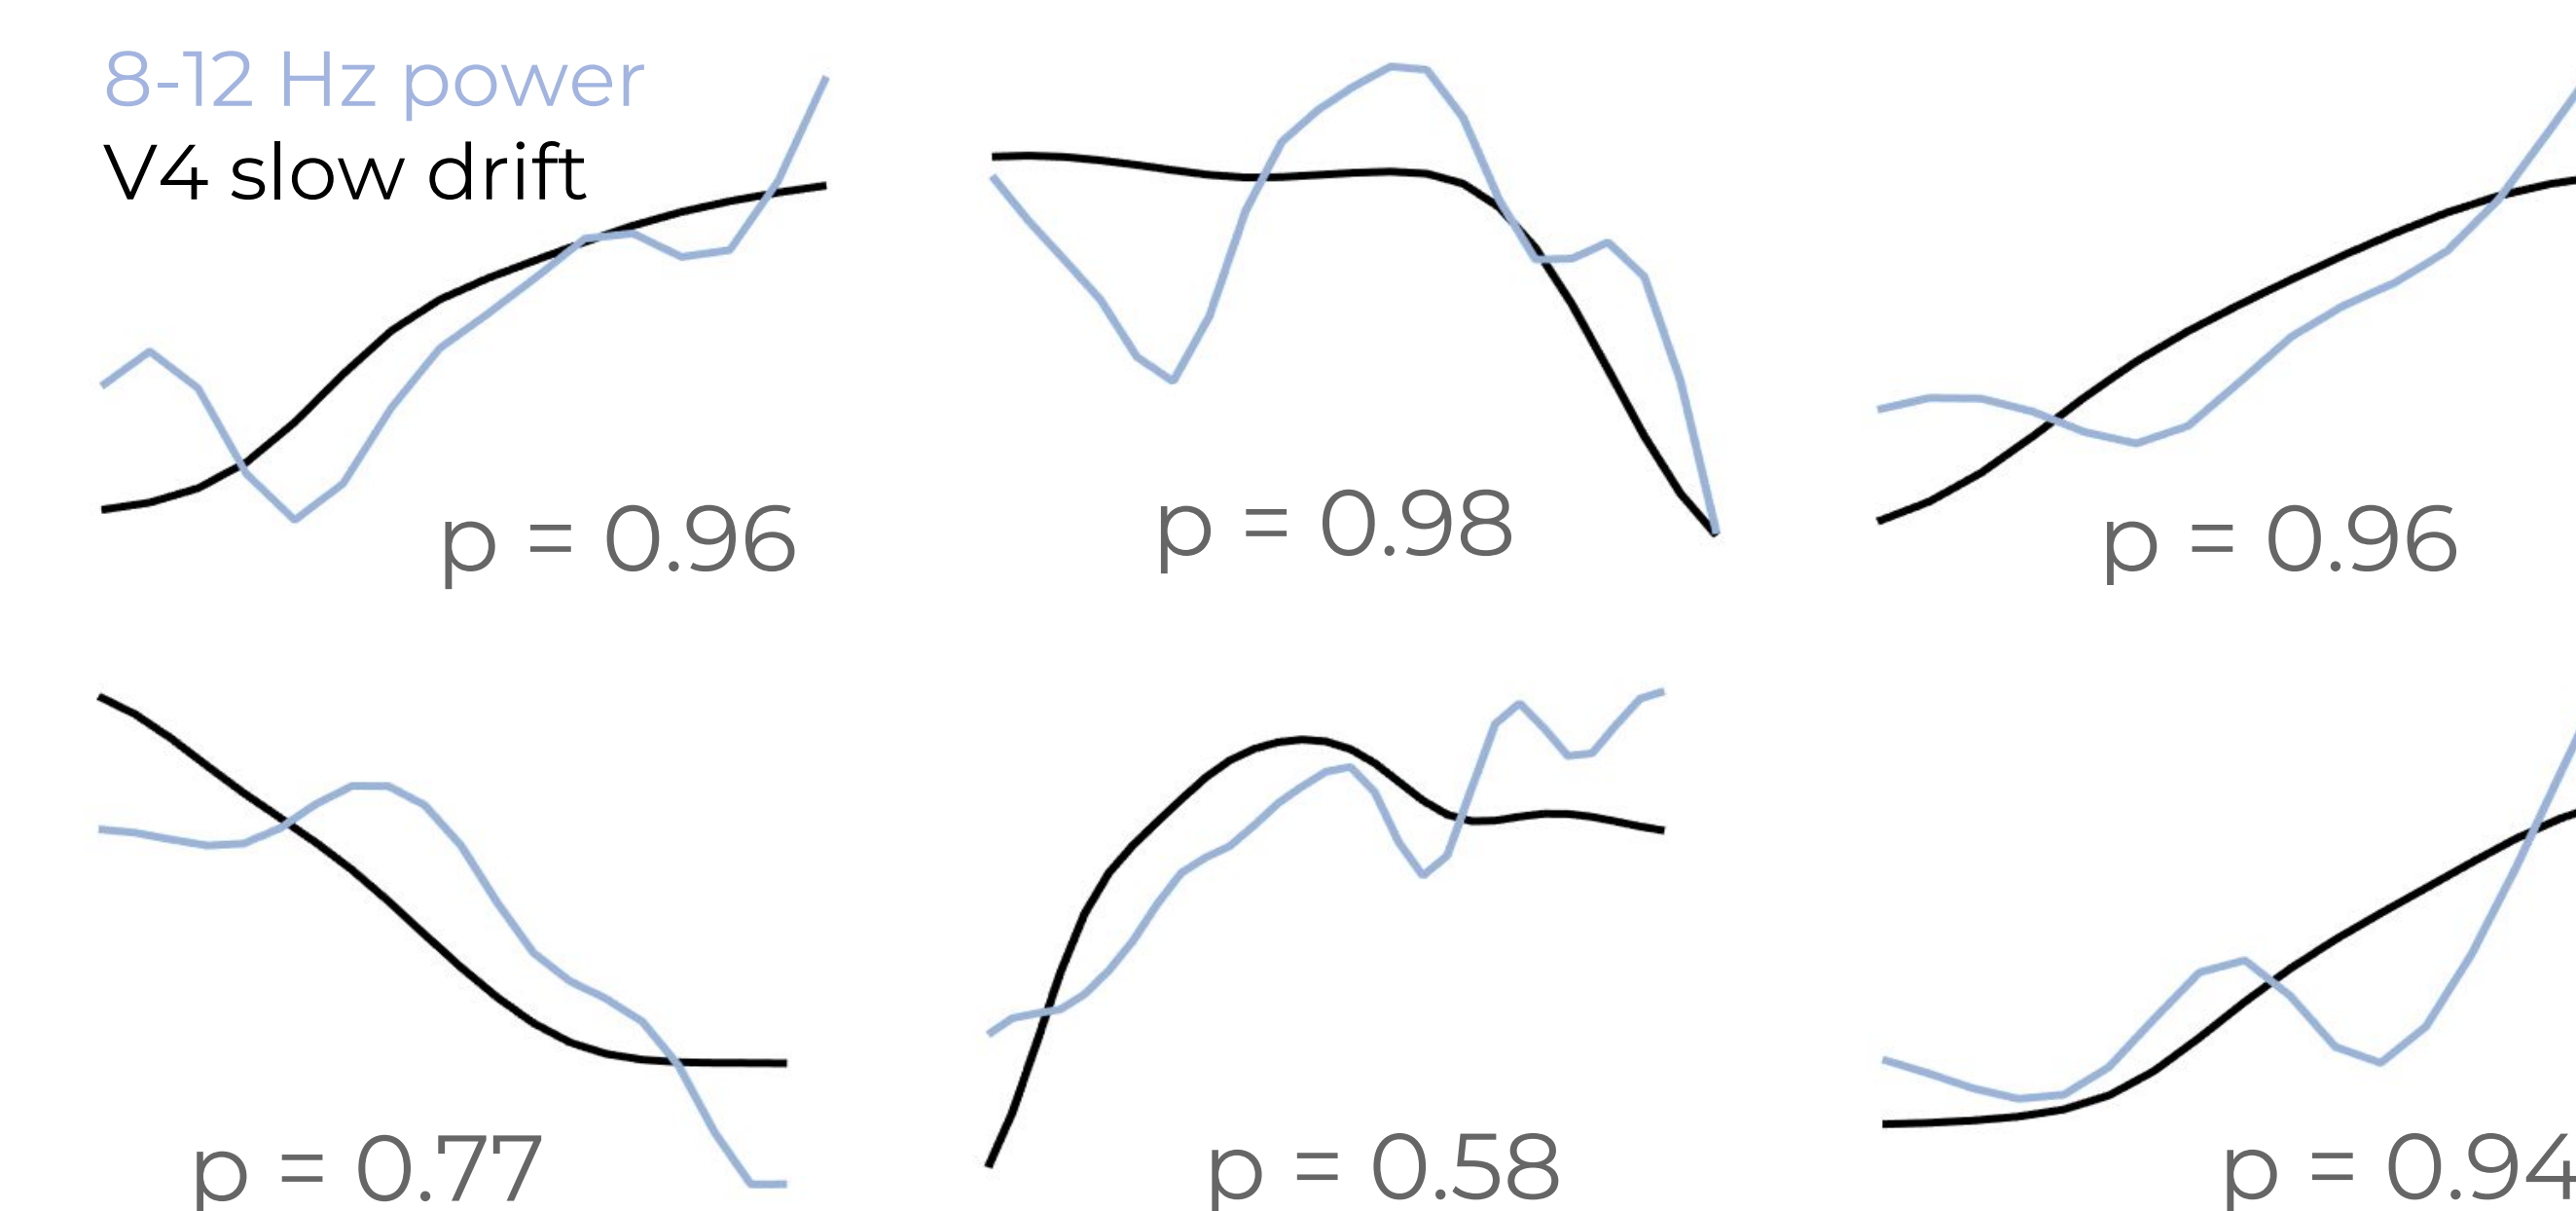 8-12 Hz power
V4 slow drift
p = 0.96
p = 0.98
p = 0.96
p = 0.77
p = 0.58
p = 0.94